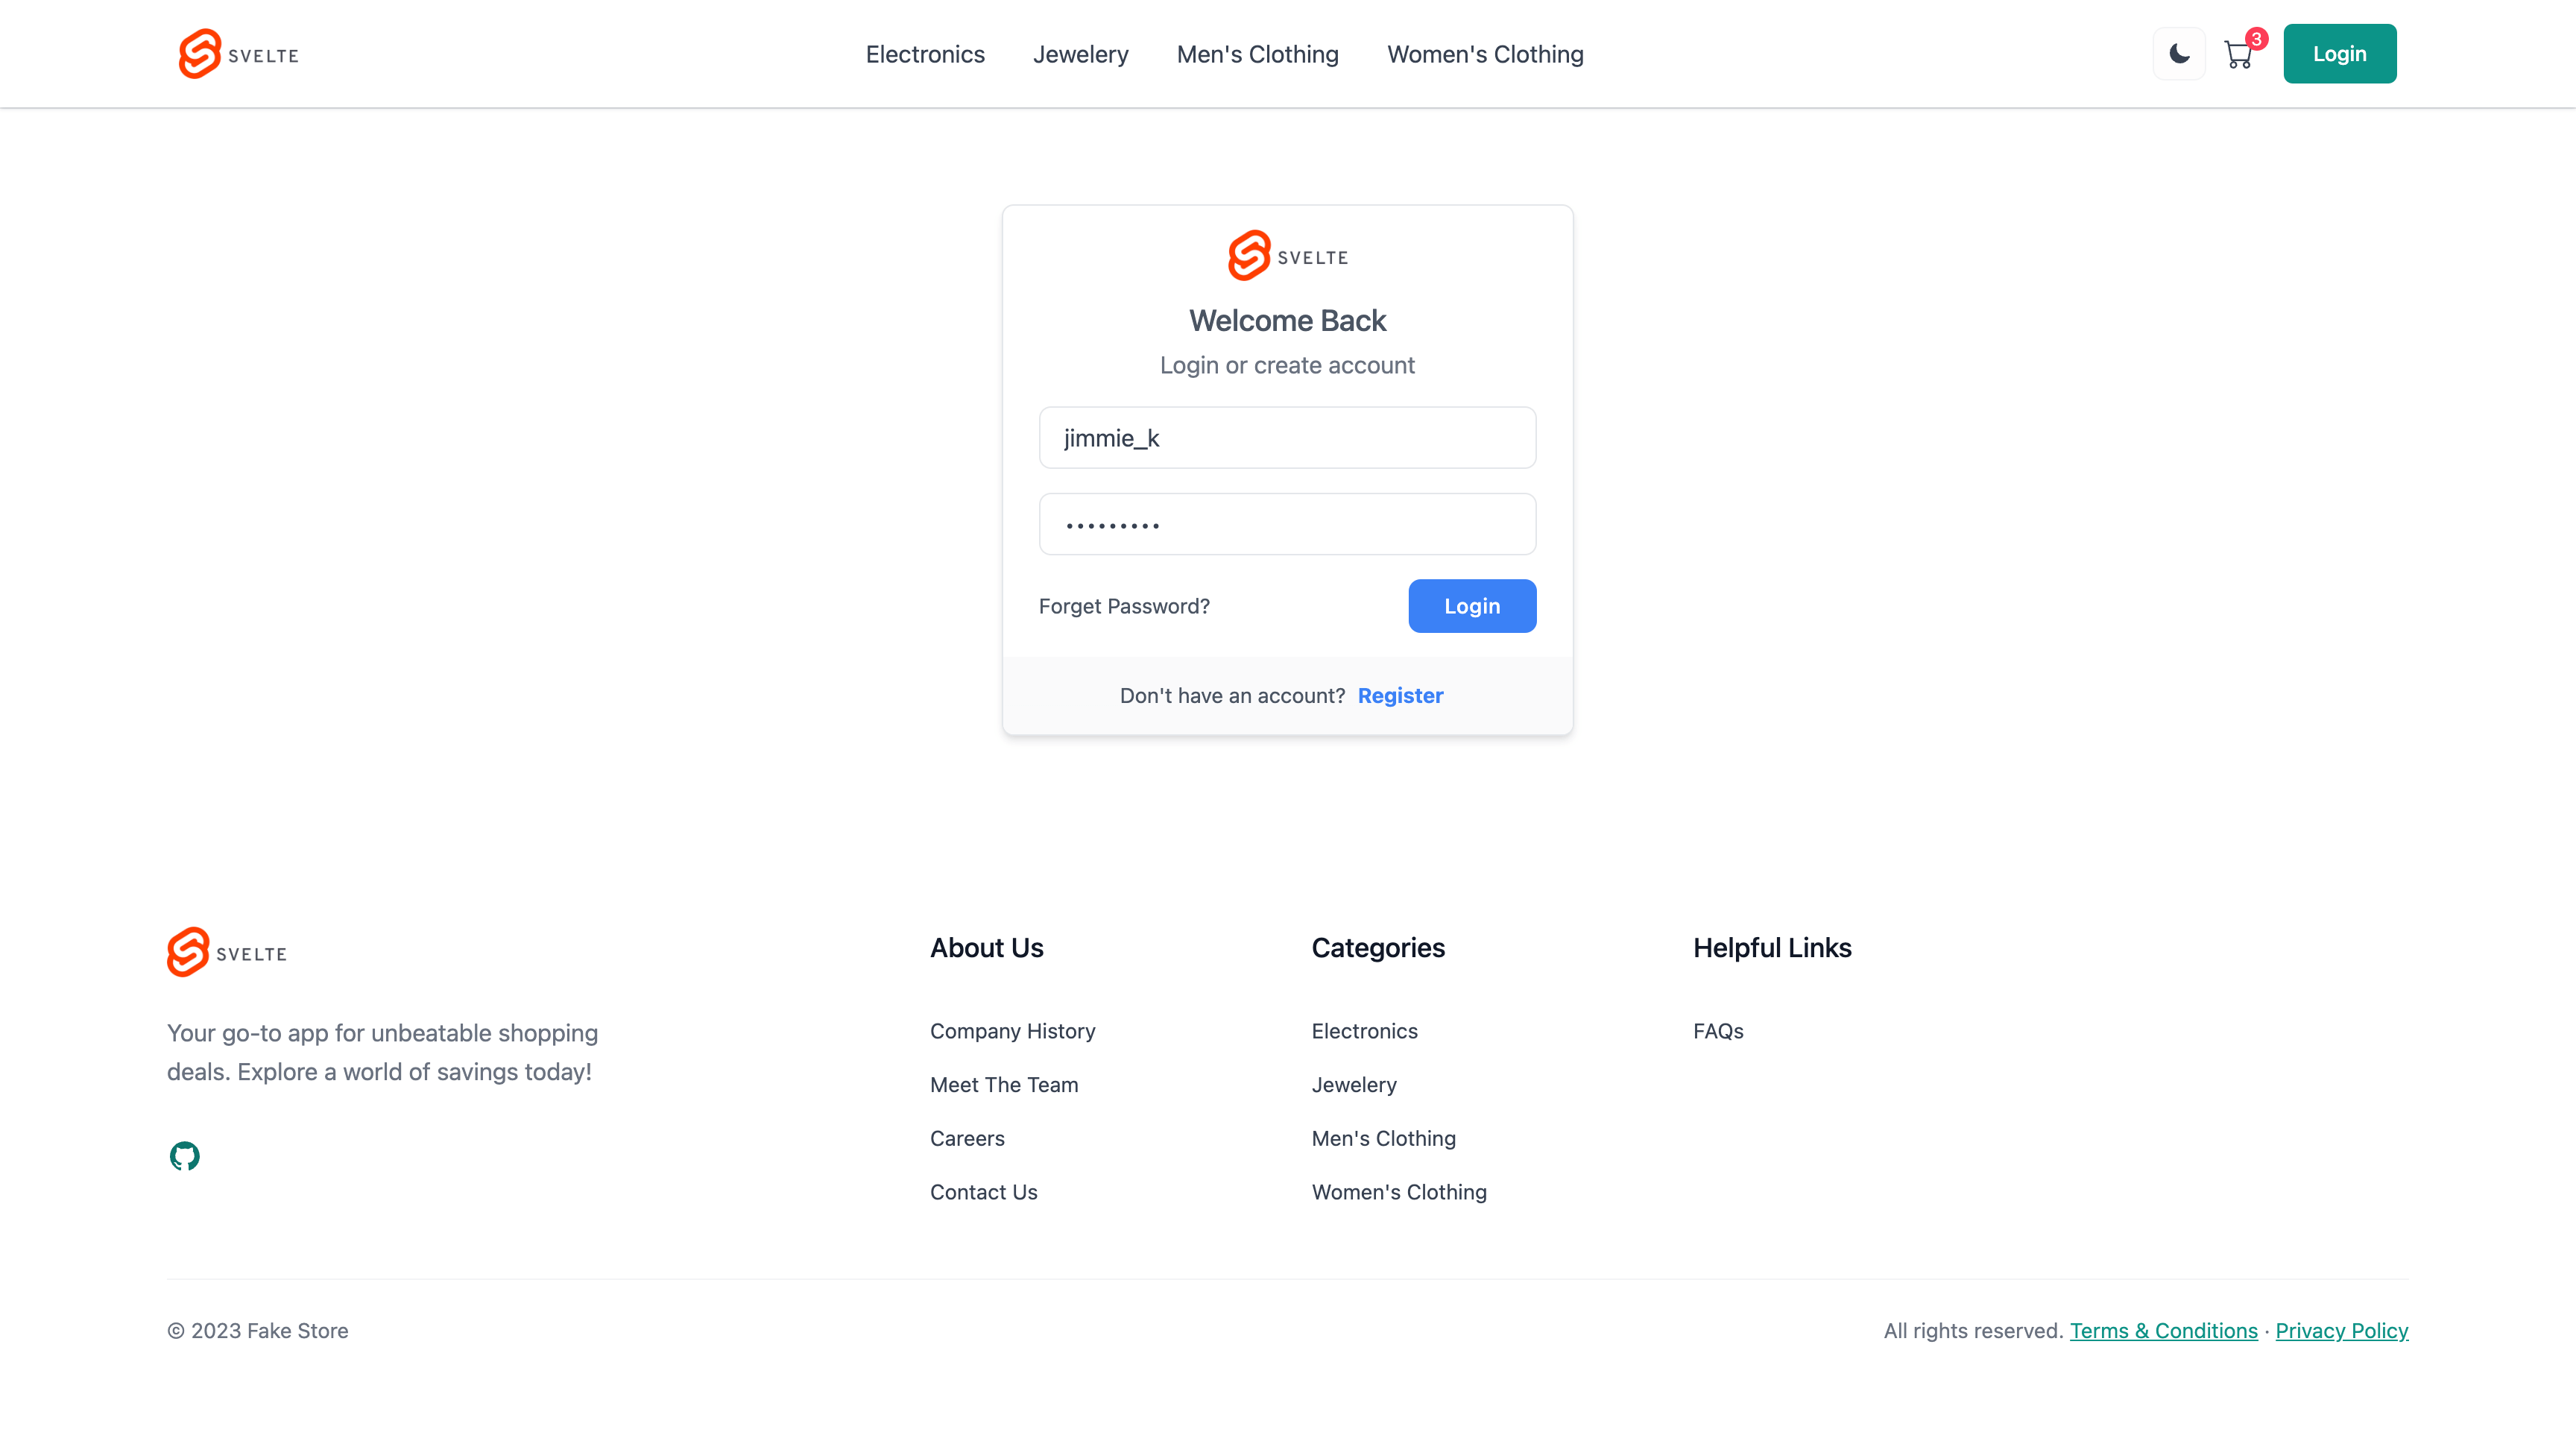 SVELTE
Electronics Jewelery Men's Clothing Women's Clothing
3
Login
SVELTE
Welcome Back
Login or create account
jimmie_k
•••••••••
Forget Password? Login
Don't have an account? Register
SVELTE
Your go-to app for unbeatable shopping
deals. Explore a world of savings today!
About Us
Company History
Meet The Team
Careers
Contact Us
Categories
Electronics
Jewelery
Men's Clothing
Women's Clothing
Helpful Links
FAQs
© 2023 Fake Store
All rights reserved. Terms & Conditions · Privacy Policy